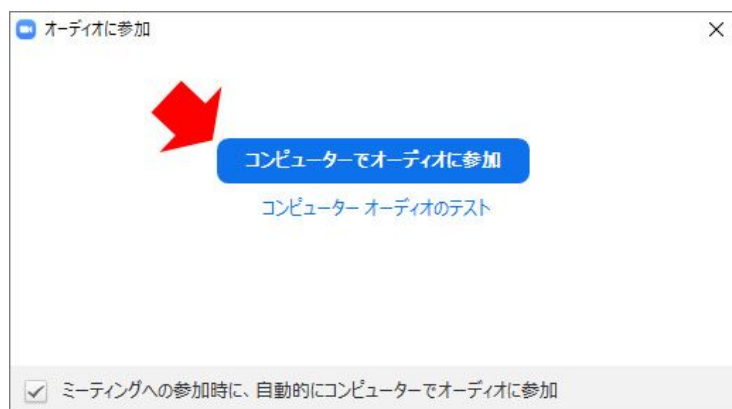 オーディオに参加
コンピューターでオーディオに参加
コンピューター オーディオのテスト
ミーティングへの参加時に、自動的にコンピューターでオーディオに参加